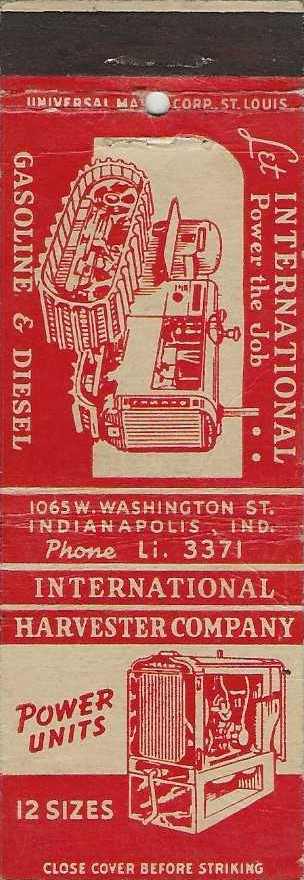 UNIVERSAL MATCH CORP. ST. LOUIS
Let INTERNATIONAL
Power the Job . .
GASOLINE & DIESEL
1065 W. WASHINGTON ST.
INDIANAPOLIS, IND.
Phone Li. 3371
INTERNATIONAL
HARVESTER COMPANY
POWER
UNITS
12 SIZES
CLOSE COVER BEFORE STRIKING